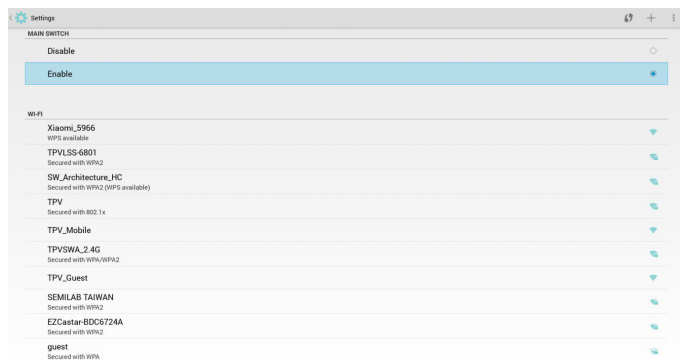 Settings
MAIN SWITCH
Disable
Enable
WI-FI
Xiaomi_5966
WPS available
TPVLSS-6801
Secured with WPA2
SW_Architecture_HC
Secured with WPA2 (WPS available)
TPV
Secured with 802.1x
TPV_Mobile
TPVSWA_2.4G
Secured with WPA/WPA2
TPV_Guest
SEMILAB TAIWAN
Secured with WPA2
EZCastar-BDC6724A
Secured with WPA2
guest
Secured with WPA